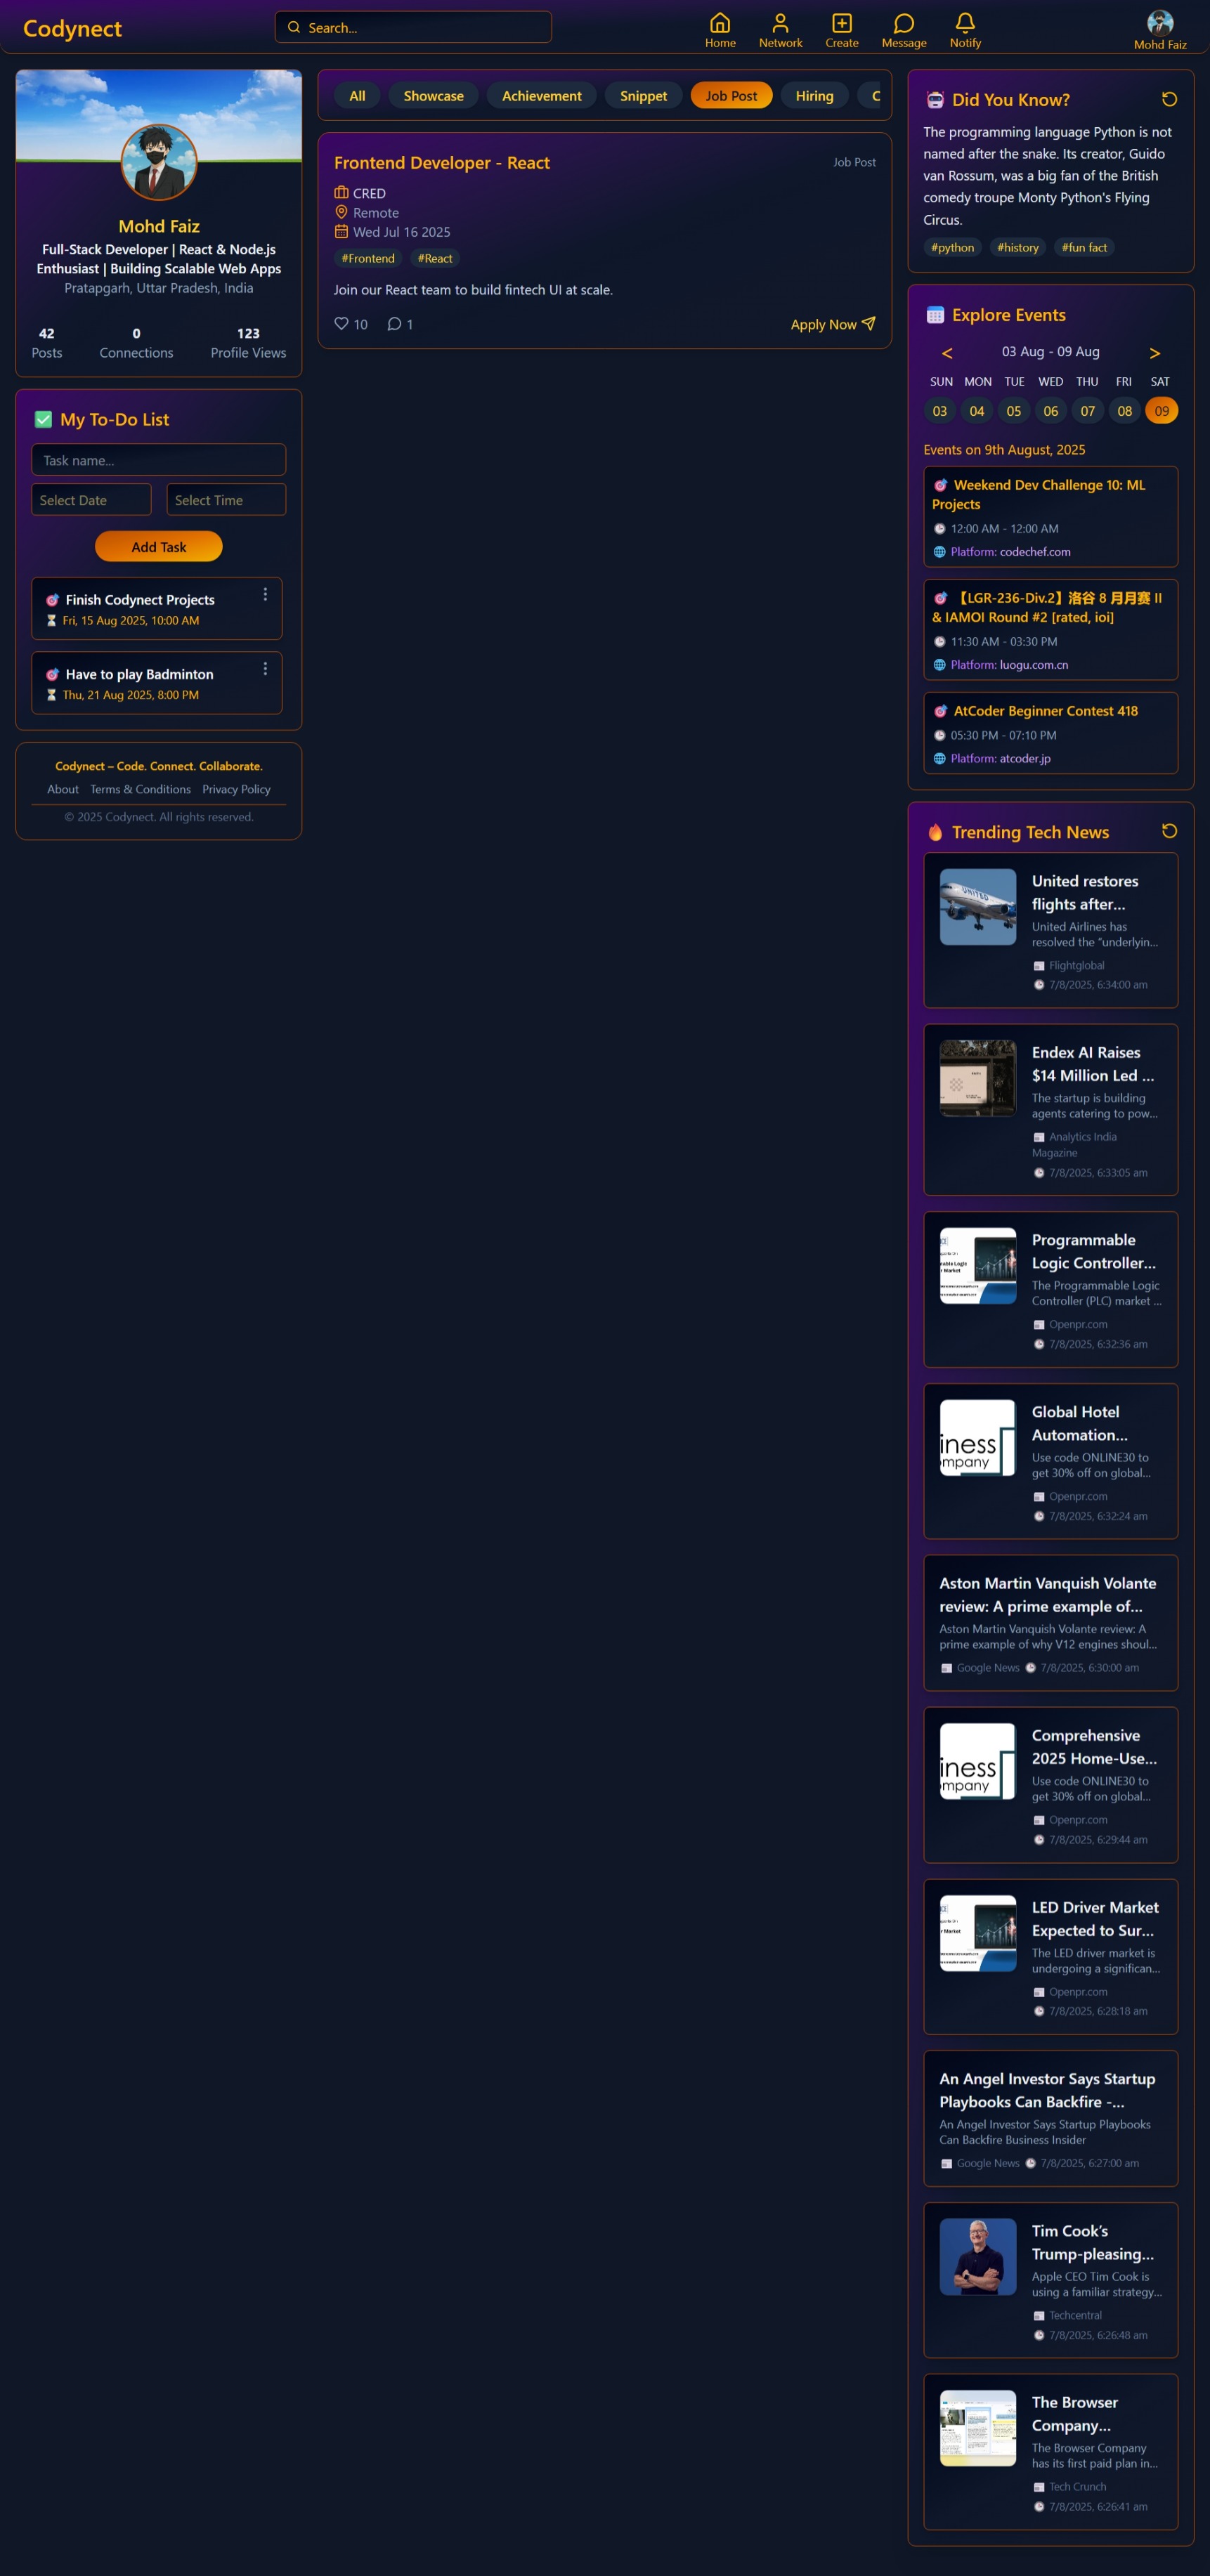 Codynect
Search...
Home
Network
Create
Message
Notify
Mohd Faiz
Mohd Faiz
Full-Stack Developer | React & Node.js
Enthusiast | Building Scalable Web Apps
Pratapgarh, Uttar Pradesh, India
42
0
123
Posts
Connections
Profile Views
My To-Do List
Task name...
Select Date
Select Time
Add Task
Finish Codynect Projects
Fri, 15 Aug 2025, 10:00 AM
Have to play Badminton
Thu, 21 Aug 2025, 8:00 PM
Codynect – Code. Connect. Collaborate.
About Terms & Conditions Privacy Policy
© 2025 Codynect. All rights reserved.
All
Showcase
Achievement
Snippet
Job Post
Hiring
C
Frontend Developer - React
Job Post
CRED
Remote
Wed Jul 16 2025
#Frontend #React
Join our React team to build fintech UI at scale.
10 1
Apply Now
Did You Know?
The programming language Python is not
named after the snake. Its creator, Guido
van Rossum, was a big fan of the British
comedy troupe Monty Python's Flying
Circus.
#python #history #fun fact
Explore Events
< 03 Aug - 09 Aug >
SUN MON TUE WED THU FRI SAT
03 04 05 06 07 08 09
Events on 9th August, 2025
Weekend Dev Challenge 10: ML
Projects
12:00 AM - 12:00 AM
Platform: codechef.com
【LGR-236-Div.2】洛谷 8 月月赛 II
& IAMOI Round #2 [rated, ioi]
11:30 AM - 03:30 PM
Platform: luogu.com.cn
AtCoder Beginner Contest 418
05:30 PM - 07:10 PM
Platform: atcoder.jp
Trending Tech News
UNITED
United restores
flights after...
United Airlines has
resolved the “underlyin...
Flightglobal
7/8/2025, 6:34:00 am
Endex AI Raises
$14 Million Led ...
The startup is building
agents catering to pow...
Analytics India
Magazine
7/8/2025, 6:33:05 am
Programmable
Logic Controller...
The Programmable Logic
Controller (PLC) market ...
Openpr.com
7/8/2025, 6:32:36 am
iness
mpany
Global Hotel
Automation...
Use code ONLINE30 to
get 30% off on global...
Openpr.com
7/8/2025, 6:32:24 am
Aston Martin Vanquish Volante
review: A prime example of...
Aston Martin Vanquish Volante review: A
prime example of why V12 engines shoul...
Google News 7/8/2025, 6:30:00 am
iness
mpany
Comprehensive
2025 Home-Use...
Use code ONLINE30 to
get 30% off on global...
Openpr.com
7/8/2025, 6:29:44 am
LED Driver Market
Expected to Sur...
The LED driver market is
undergoing a significan...
Openpr.com
7/8/2025, 6:28:18 am
An Angel Investor Says Startup
Playbooks Can Backfire -...
An Angel Investor Says Startup Playbooks
Can Backfire Business Insider
Google News 7/8/2025, 6:27:00 am
Tim Cook’s
Trump-pleasing...
Apple CEO Tim Cook is
using a familiar strategy...
Techcentral
7/8/2025, 6:26:48 am
The Browser
Company...
The Browser Company
has its first paid plan in...
Tech Crunch
7/8/2025, 6:26:41 am